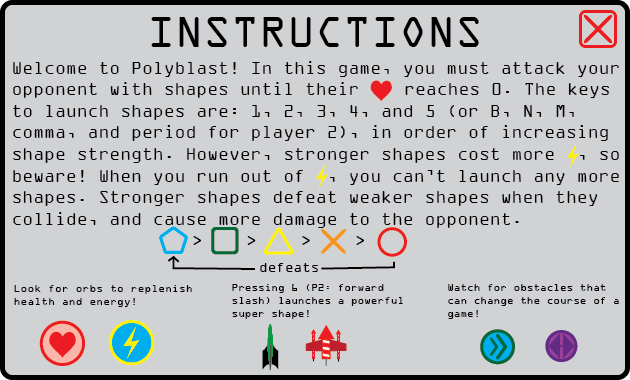 INSTRUCTIONS
Welcome to Polyblast! In this game, you must attack your
opponent with shapes until their reaches 0. The keys
to launch shapes are: 1, 2, 3, 4, and 5 (or B, N, M,
comma, and period for player 2), in order of increasing
shape strength. However, stronger shapes cost more , so
beware! When you run out of , you can't launch any more
shapes. Stronger shapes defeat weaker shapes when they
collide, and cause more damage to the opponent.
> > > >
defeats
Look for orbs to replenish
health and energy!
Pressing 6 (P2: forward
slash) launches a powerful
super shape!
Watch for obstacles that
can change the course of a
game!